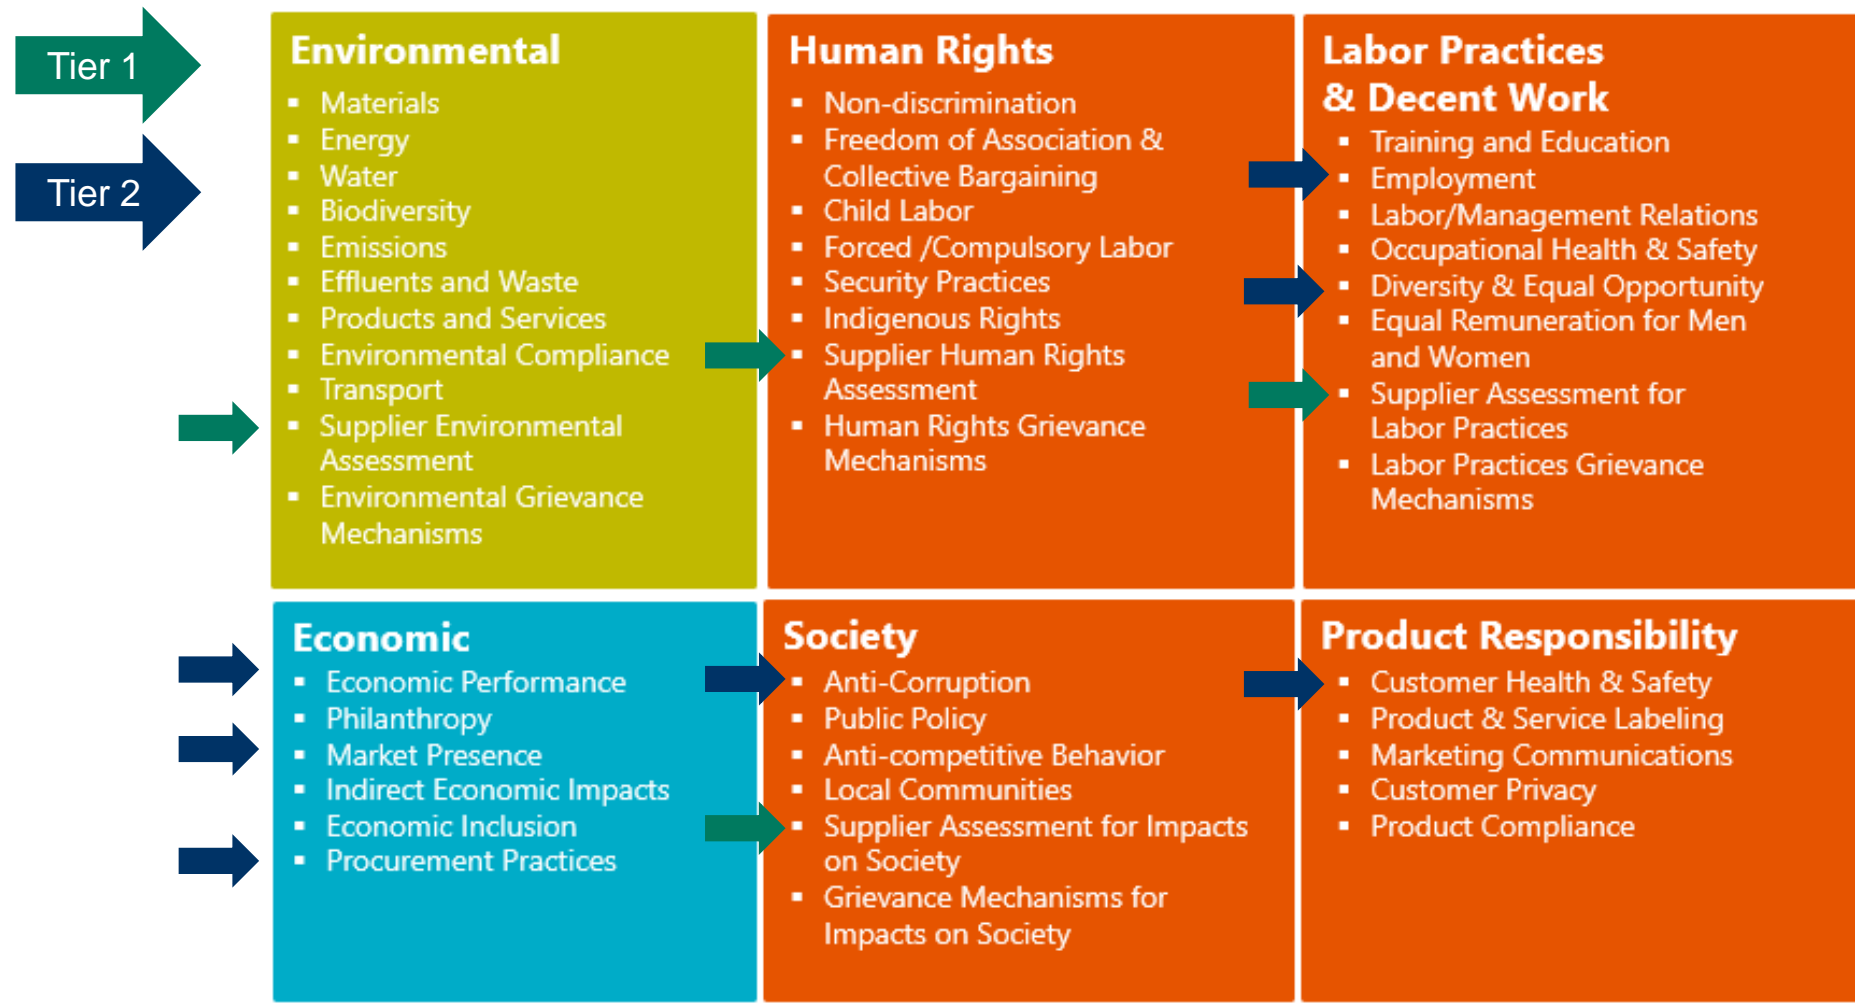 Tier 1
Tier 2
Environmental
▪ Materials
▪ Energy
▪ Water
▪ Biodiversity
▪ Emissions
▪ Effluents and Waste
▪ Products and Services
▪ Environmental Compliance
▪ Transport
▪ Supplier Environmental
Assessment
▪ Environmental Grievance
Mechanisms
Human Rights
▪ Non-discrimination
▪ Freedom of Association &
Collective Bargaining
▪ Child Labor
▪ Forced /Compulsory Labor
▪ Security Practices
▪ Indigenous Rights
▪ Supplier Human Rights
Assessment
▪ Human Rights Grievance
Mechanisms
Labor Practices
& Decent Work
▪ Training and Education
▪ Employment
▪ Labor/Management Relations
▪ Occupational Health & Safety
▪ Diversity & Equal Opportunity
▪ Equal Remuneration for Men
and Women
▪ Supplier Assessment for
Labor Practices
▪ Labor Practices Grievance
Mechanisms
Economic
▪ Economic Performance
▪ Philanthropy
▪ Market Presence
▪ Indirect Economic Impacts
▪ Economic Inclusion
▪ Procurement Practices
Society
▪ Anti-Corruption
▪ Public Policy
▪ Anti-competitive Behavior
▪ Local Communities
▪ Supplier Assessment for Impacts
on Society
▪ Grievance Mechanisms for
Impacts on Society
Product Responsibility
▪ Customer Health & Safety
▪ Product & Service Labeling
▪ Marketing Communications
▪ Customer Privacy
▪ Product Compliance